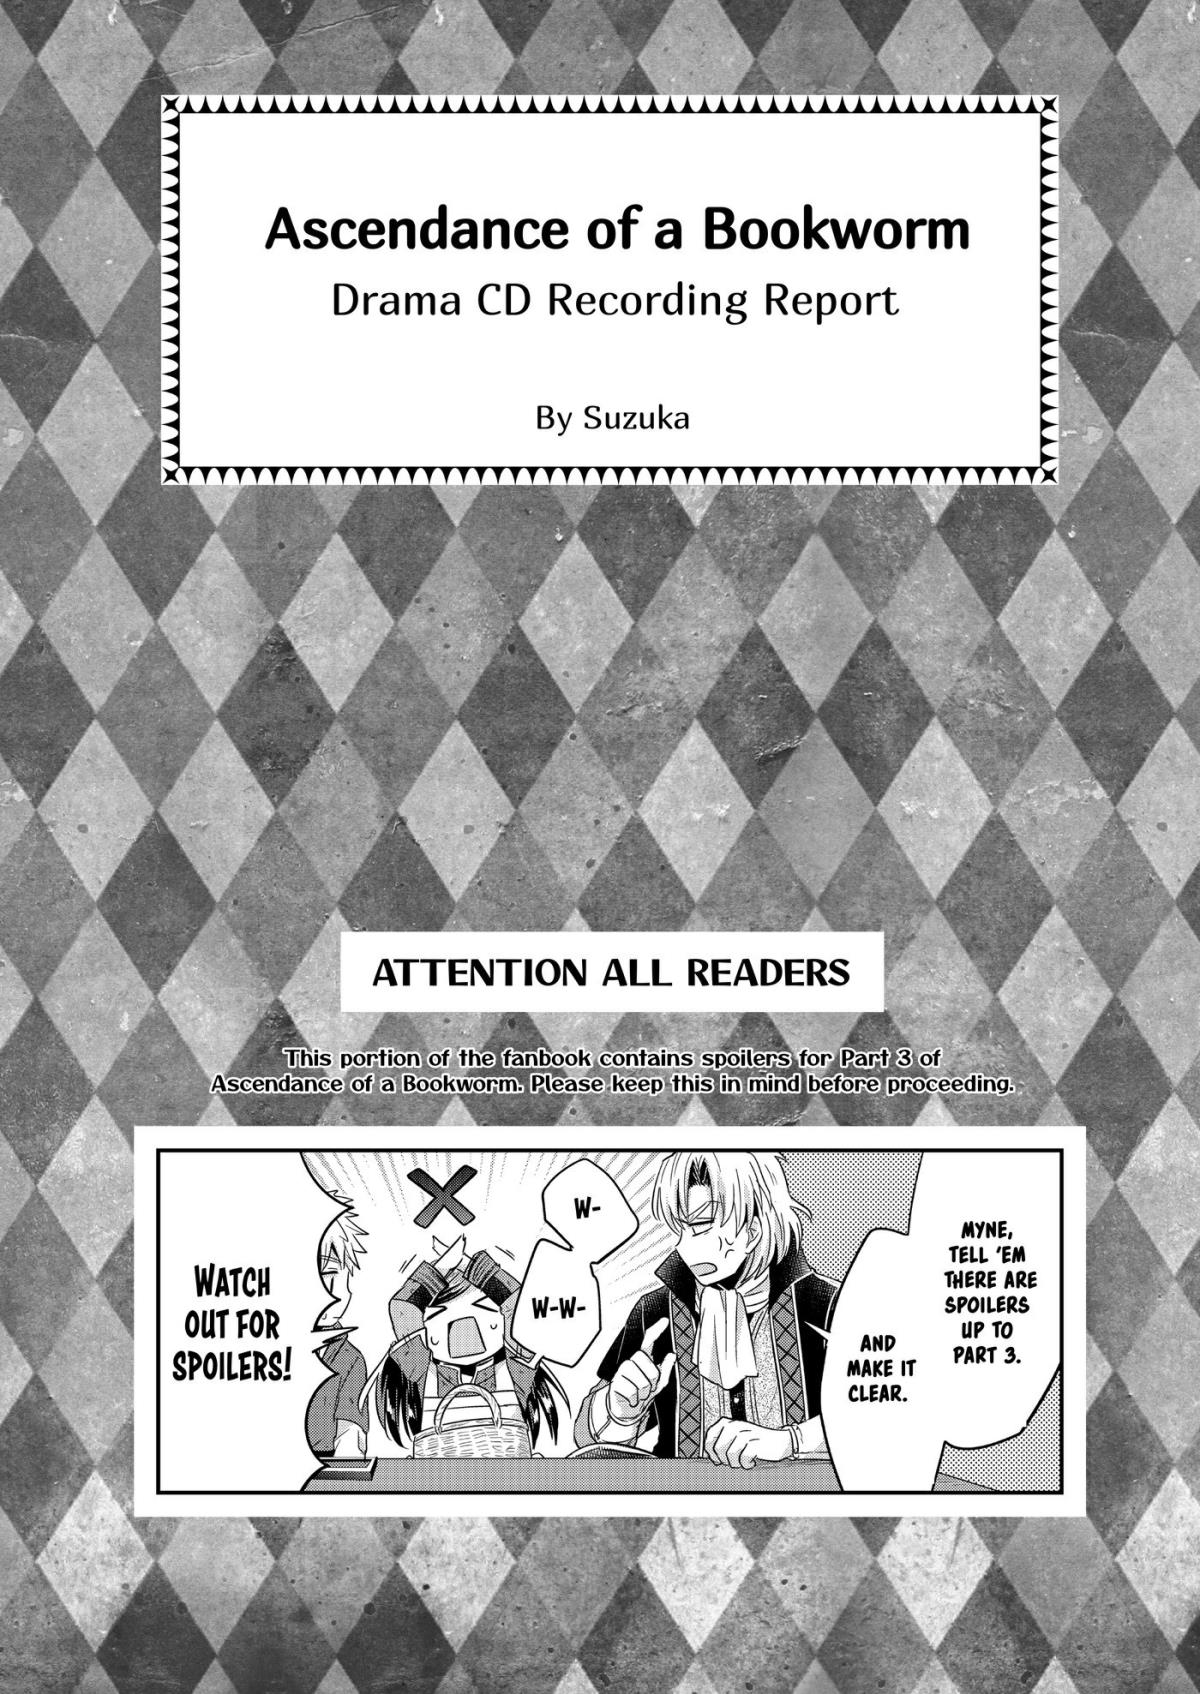 Ascendance of a Bookworm
Drama CD Recording Report
By Suzuka
ATTENTION ALL READERS
This portion of the fanbook contains spoilers for Part 3 of
Ascendance of a Bookworm. Please keep this in mind before proceeding.
MYNE,
TELL 'EM
THERE ARE
SPOILERS
UP TO
PART 3.
AND
MAKE IT
CLEAR.
W-
W-W-
WATCH
OUT FOR
SPOILERS!